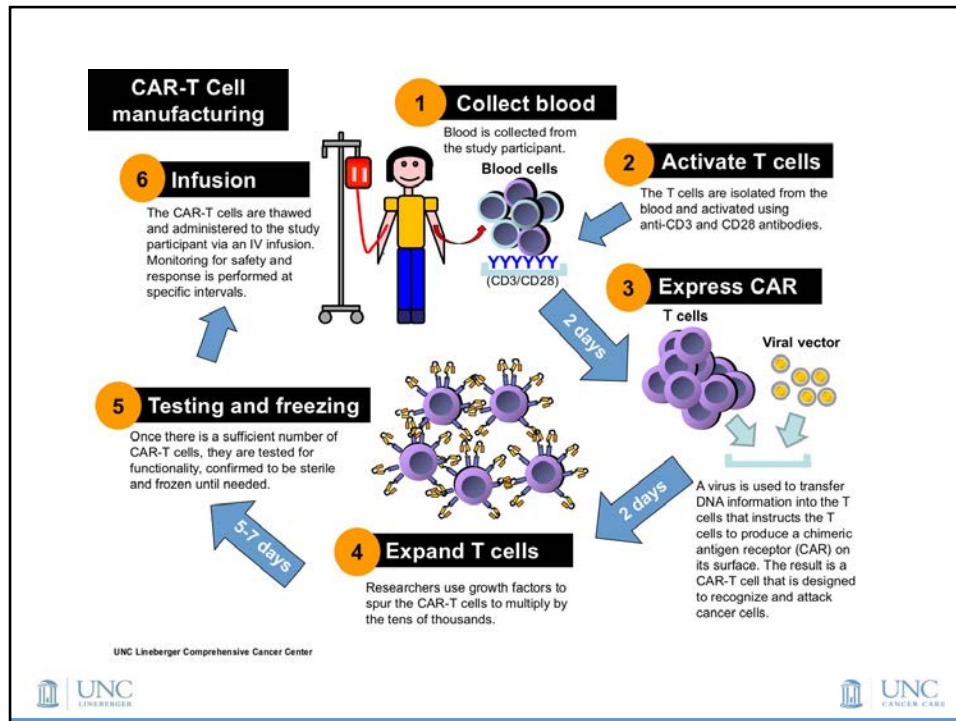 CAR-T Cell
manufacturing
1 Collect blood
Blood is collected from
the study participant.
Blood cells
YYYYYY
(CD3/CD28)
2 Activate T cells
The T cells are isolated from the
blood and activated using
anti-CD3 and CD28 antibodies.
2 days
3 Express CAR
T cells
Viral vector
A virus is used to transfer
DNA information into the T
cells that instructs the T
cells to produce a chimeric
antigen receptor (CAR) on
its surface. The result is a
CAR-T cell that is designed
to recognize and attack
cancer cells.
2 days
4 Expand T cells
Researchers use growth factors to
spur the CAR-T cells to multiply by
the tens of thousands.
5-7 days
5 Testing and freezing
Once there is a sufficient number of
CAR-T cells, they are tested for
functionality, confirmed to be sterile
and frozen until needed.
6 Infusion
The CAR-T cells are thawed
and administered to the study
participant via an IV infusion.
Monitoring for safety and
response is performed at
specific intervals.
UNC Lineberger Comprehensive Cancer Center
UNC
LINEBERGER
UNC
CANCER CARE